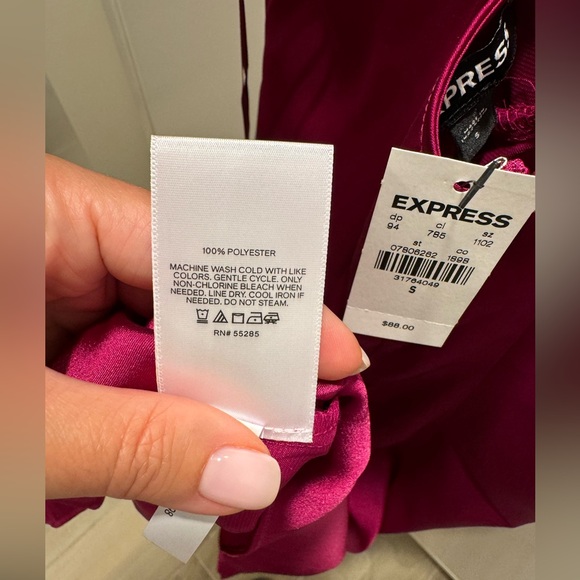 100% POLYESTER
MACHINE WASH COLD WITH LIKE
COLORS. GENTLE CYCLE. ONLY
NON-CHLORINE BLEACH WHEN
NEEDED. LINE DRY. COOL IRON IF
NEEDED. DO NOT STEAM.
RN# 55285
EXPRESS
S
EXPRESS
dp cl sz
94 785 1102
st co
07806262 1898
31764049
S
$88.00